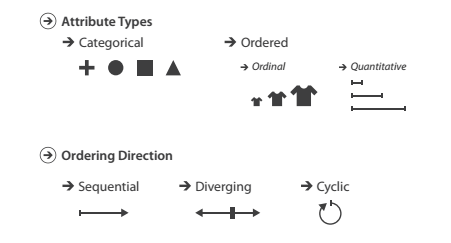 Attribute Types
Categorical
Ordered
Ordinal
Quantitative
Ordering Direction
Sequential
Diverging
Cyclic